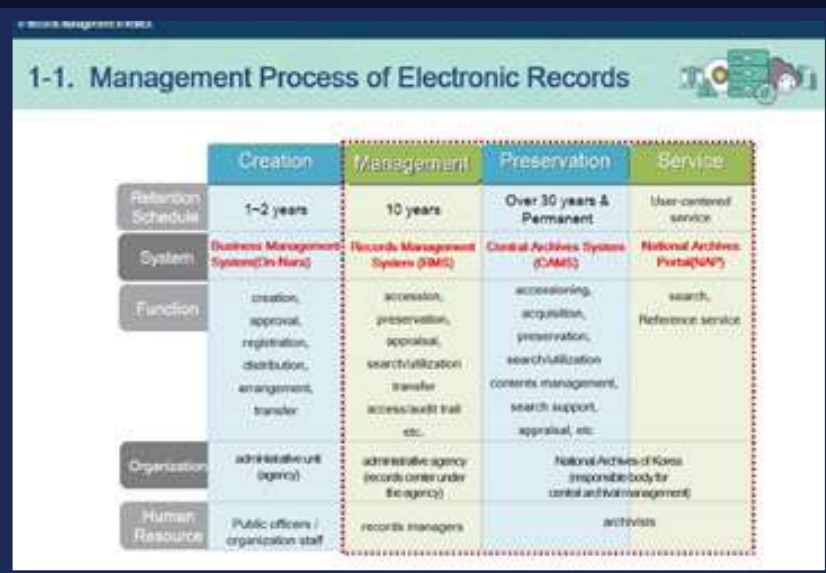 1-1. Management Process of Electronic Records
Creation
Management
Preservation
Service
Retention
Schedule
1~2 years
10 years
Over 30 years &
Permanent
User-centered
service
System
Business Management
System(On-Nara)
Records Management
System (RMS)
Central Archives System
(CAMS)
National Archives
Portal(NAP)
Function
creation,
approval,
registration,
distribution,
arrangement,
transfer
accession,
preservation,
appraisal,
search/utilization
transfer
access/audit trail
etc.
accessioning,
acquisition,
preservation,
search/utilization
contents management,
search support,
appraisal, etc
search,
Reference service
Organization
administrative unit
(agency)
administrative agency
(records center under
the agency)
National Archives of Korea
(responsible body for
central archival management)
Human
Resource
Public officers /
organization staff
records managers
archivists